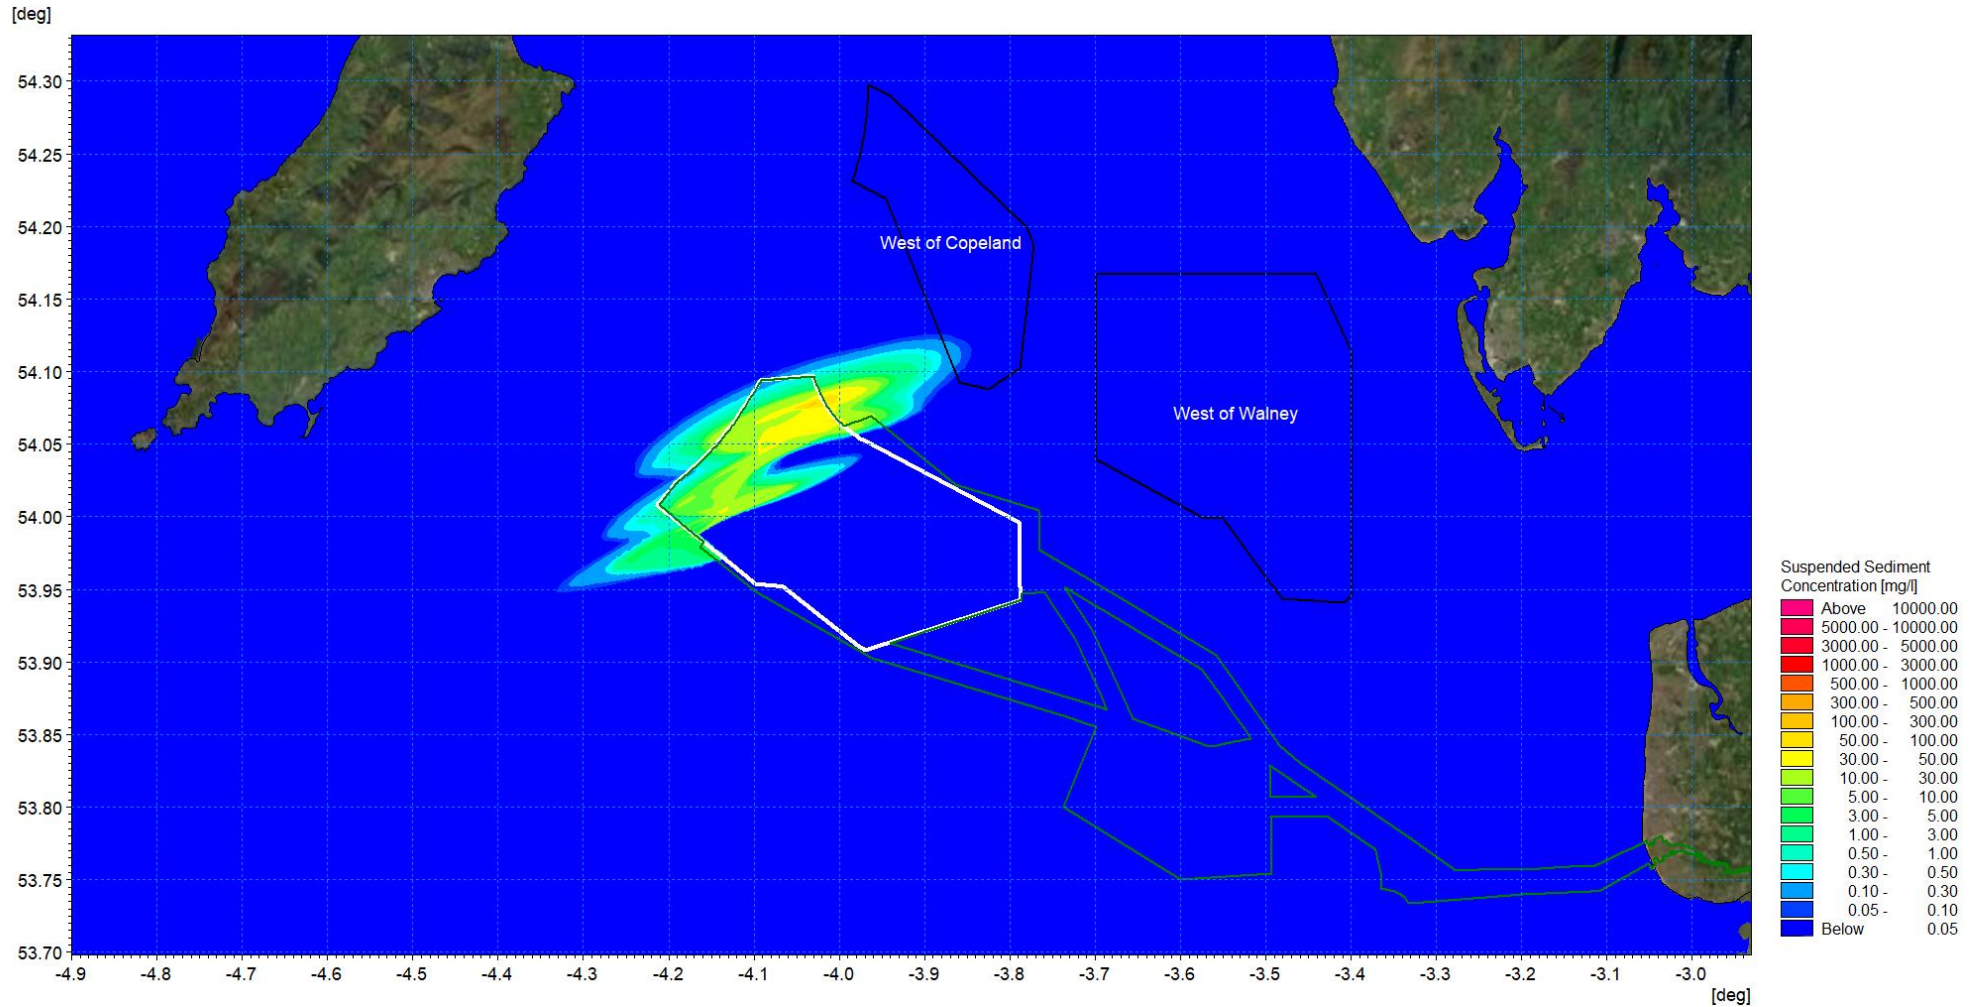 [deg]
54.30
54.25
54.20
54.15
54.10
54.05
54.00
53.95
53.90
53.85
53.80
53.75
53.70
West of Copeland
West of Walney
-4.9 -4.8 -4.7 -4.6 -4.5 -4.4 -4.3 -4.2 -4.1 -4.0 -3.9 -3.8 -3.7 -3.6 -3.5 -3.4 -3.3 -3.2 -3.1 -3.0
[deg]
Suspended Sediment
Concentration [mg/l]
Above 10000.00
5000.00 - 10000.00
3000.00 - 5000.00
1000.00 - 3000.00
500.00 - 1000.00
300.00 - 500.00
100.00 - 300.00
50.00 - 100.00
30.00 - 50.00
10.00 - 30.00
5.00 - 10.00
3.00 - 5.00
1.00 - 3.00
0.50 - 1.00
0.30 - 0.50
0.10 - 0.30
0.05 - 0.10
Below 0.05